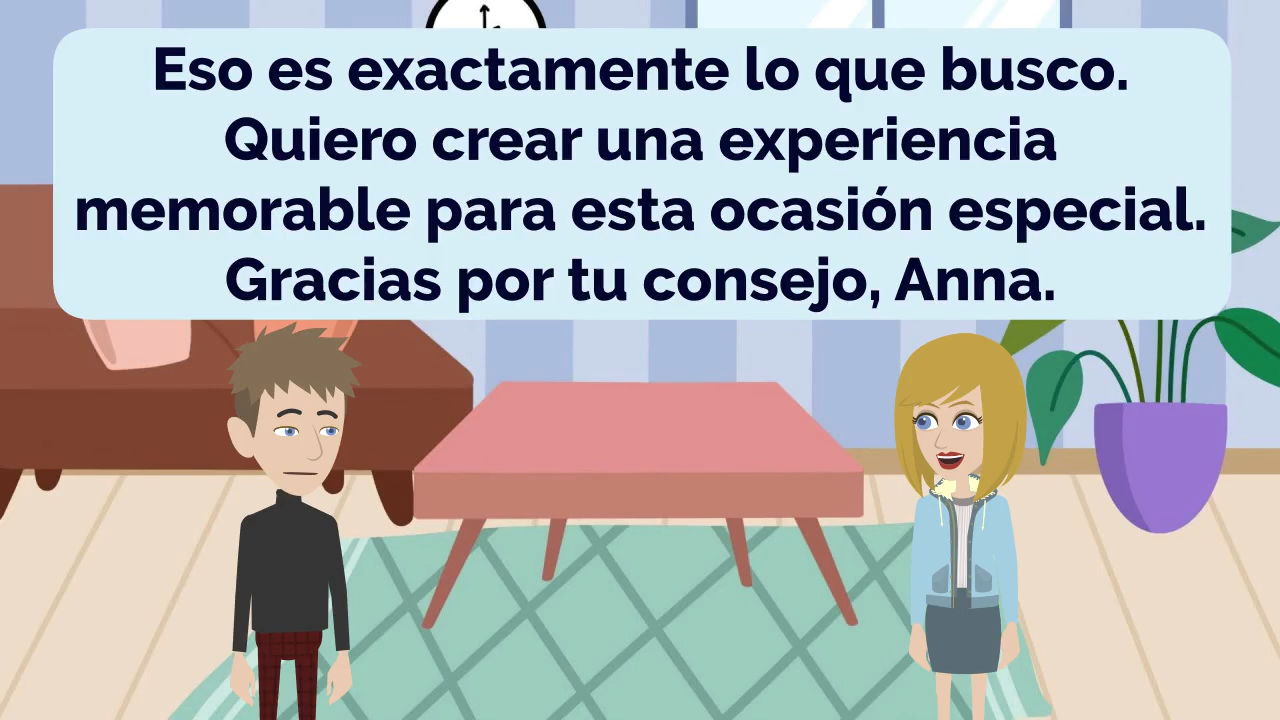 Eso es exactamente lo que busco.
Quiero crear una experiencia
memorable para esta ocasión especial.
Gracias por tu consejo, Anna.